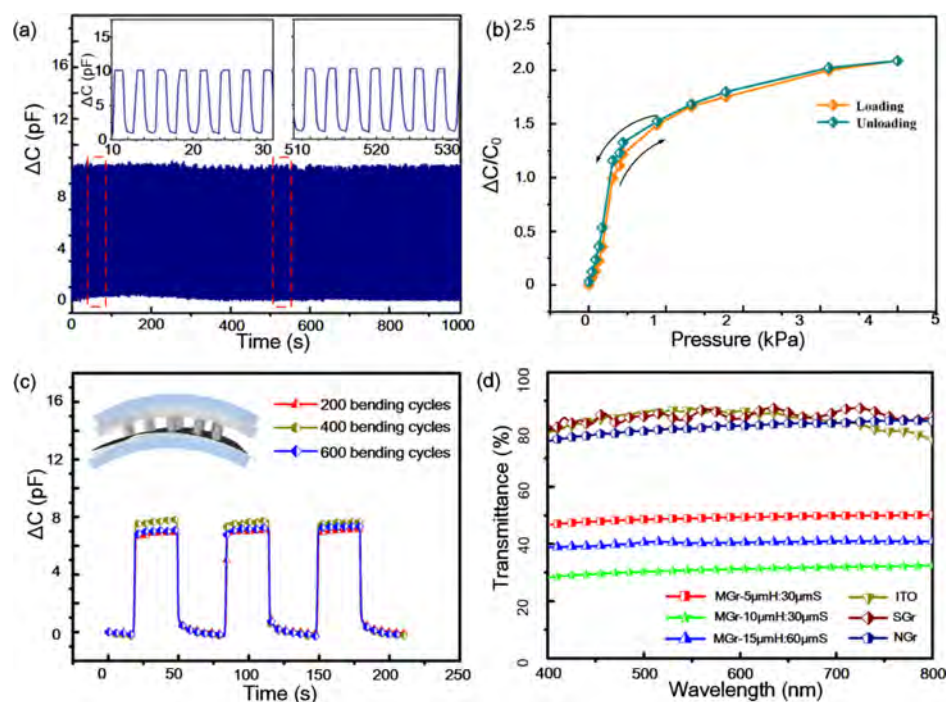 (a)
ΔC (pF)
16
12
8
4
0
0 200 400 600 800 1000
Time (s)
ΔC (pF)
15
10
5
0
10 20 30
510 520 530
(b)
ΔC/C0
2.0
1.5
1.0
0.5
0
0 1 2 3 4 5
Pressure (kPa)
Loading
Unloading
(c)
ΔC (pF)
16
12
8
4
0
0 50 100 150 200 250
Time (s)
200 bending cycles
400 bending cycles
600 bending cycles
(d)
Transmittance (%)
100
80
60
40
20
0
400 500 600 700 800
Wavelength (nm)
MGr-5μmH:30μmS
MGr-10μmH:30μmS
MGr-15μmH:60μmS
ITO
SGr
NGr